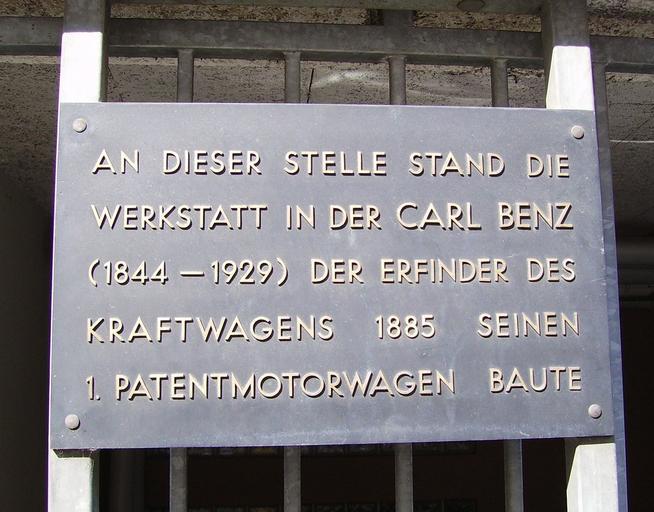 AN DIESER STELLE STAND DIE
WERKSTATT IN DER CARL BENZ
(1844 – 1929) DER ERFINDER DES
KRAFTWAGENS 1885 SEINEN
1. PATENTMOTORWAGEN BAUTE